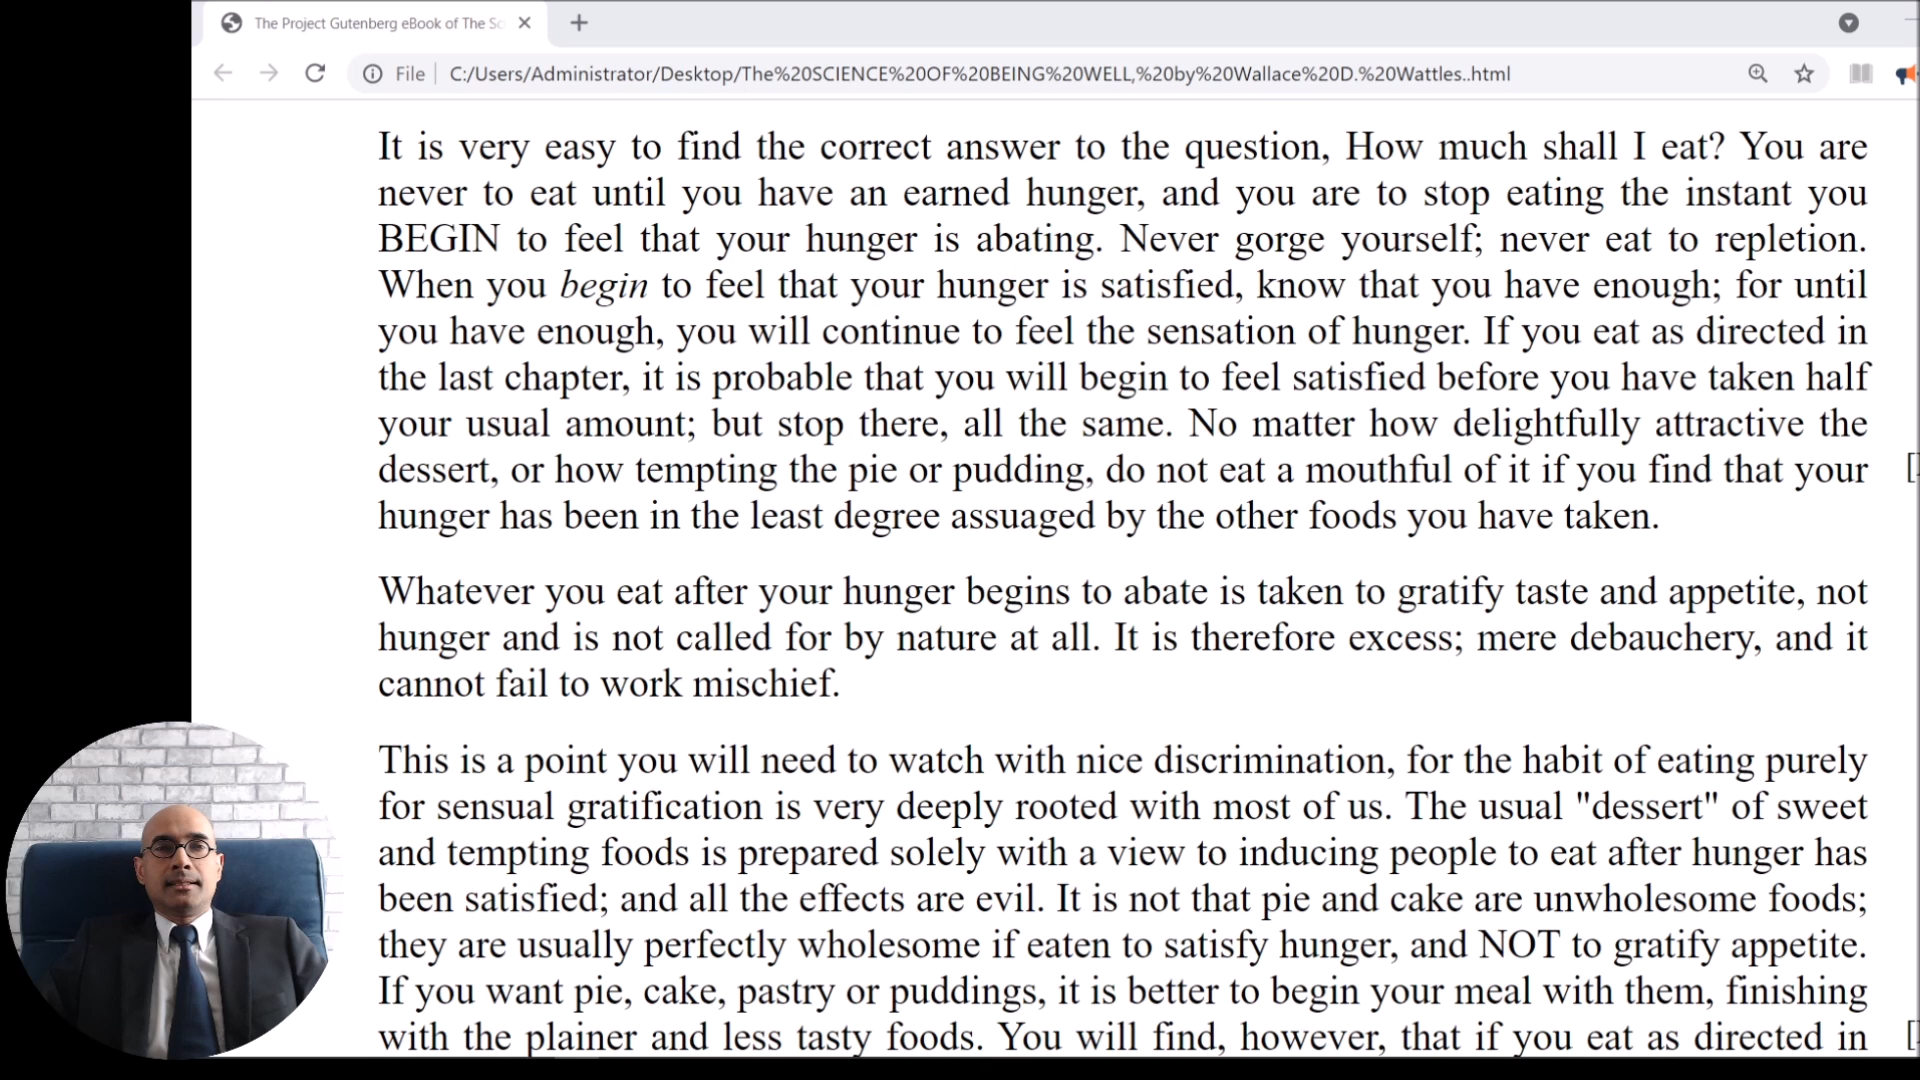 The Project Gutenberg eBook of The Sc
File
C:/Users/Administrator/Desktop/The%20SCIENCE%20OF%20BEING%20WELL,%20by%20Wallace%20D.%20Wattles..html
It is very easy to find the correct answer to the question, How much shall I eat? You are
never to eat until you have an earned hunger, and you are to stop eating the instant you
BEGIN to feel that your hunger is abating. Never gorge yourself; never eat to repletion.
When you begin to feel that your hunger is satisfied, know that you have enough; for until
you have enough, you will continue to feel the sensation of hunger. If you eat as directed in
the last chapter, it is probable that you will begin to feel satisfied before you have taken half
your usual amount; but stop there, all the same. No matter how delightfully attractive the
dessert, or how tempting the pie or pudding, do not eat a mouthful of it if you find that your
hunger has been in the least degree assuaged by the other foods you have taken.
Whatever you eat after your hunger begins to abate is taken to gratify taste and appetite, not
hunger and is not called for by nature at all. It is therefore excess; mere debauchery, and it
cannot fail to work mischief.
This is a point you will need to watch with nice discrimination, for the habit of eating purely
for sensual gratification is very deeply rooted with most of us. The usual "dessert" of sweet
and tempting foods is prepared solely with a view to inducing people to eat after hunger has
been satisfied; and all the effects are evil. It is not that pie and cake are unwholesome foods;
they are usually perfectly wholesome if eaten to satisfy hunger, and NOT to gratify appetite.
If you want pie, cake, pastry or puddings, it is better to begin your meal with them, finishing
with the plainer and less tasty foods. You will find, however, that if you eat as directed in